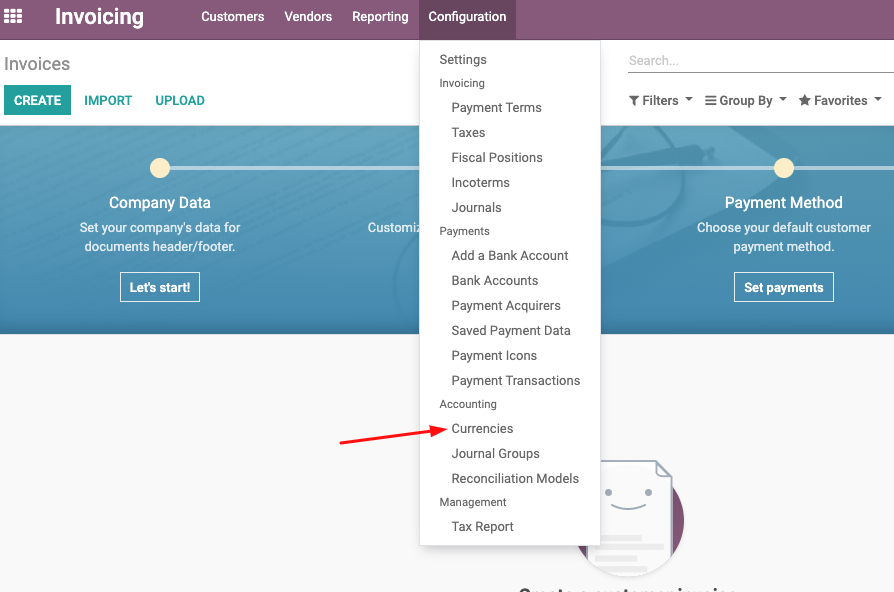 Invoicing
Customers
Vendors
Reporting
Configuration
Invoices
Search...
CREATE
IMPORT
UPLOAD
Filters
Group By
Favorites
Settings
Invoicing
Payment Terms
Taxes
Fiscal Positions
Incoterms
Journals
Payments
Add a Bank Account
Bank Accounts
Payment Acquirers
Saved Payment Data
Payment Icons
Payment Transactions
Accounting
Currencies
Journal Groups
Reconciliation Models
Management
Tax Report
Company Data
Set your company's data for
documents header/footer.
Let's start!
Payment Method
Choose your default customer
payment method.
Set payments